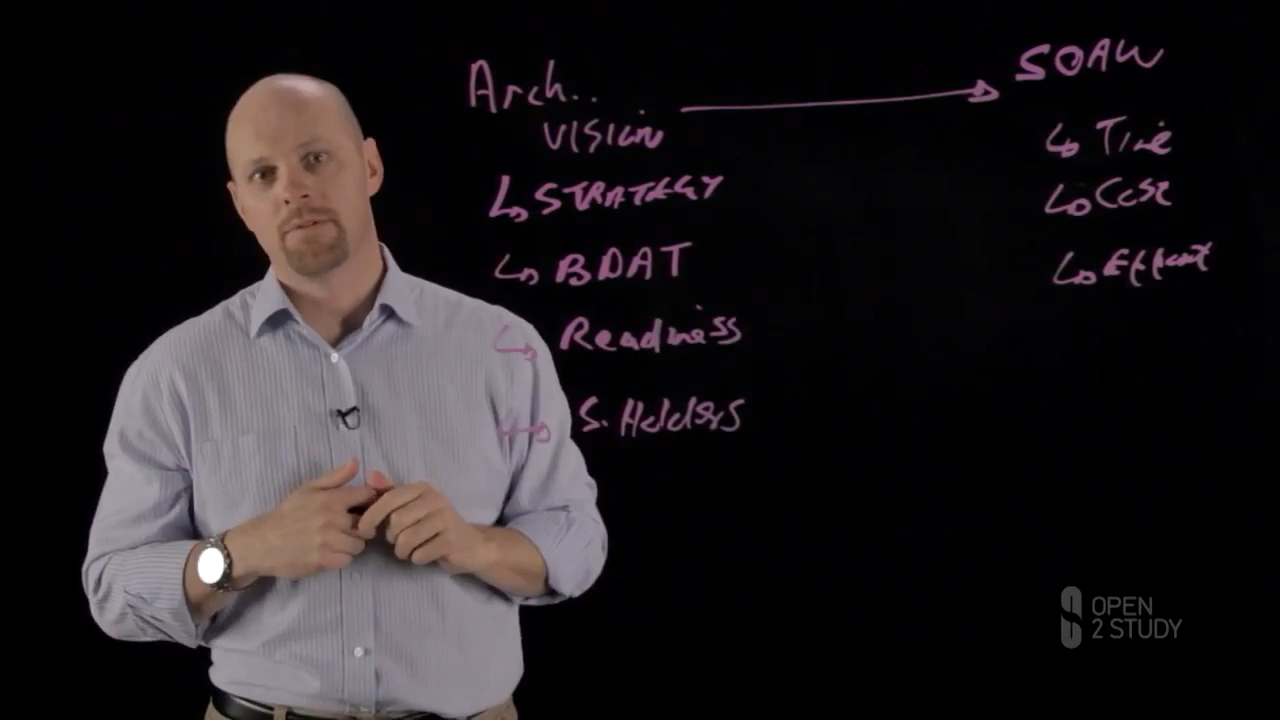 Arch..
VISION
STRATEGY
BDAT
Readiness
S. Holders
SOAW
Time
Cost
Effort
OPEN
2 STUDY